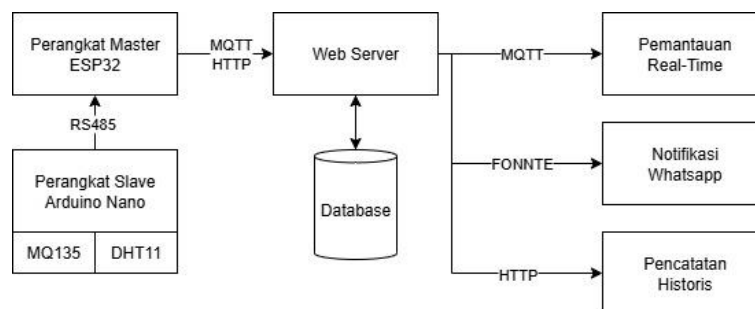 Perangkat Master
ESP32
MQTT
HTTP
Web Server
MQTT
Pemantauan
Real-Time
RS485
Perangkat Slave
Arduino Nano
MQ135
DHT11
Database
FONNTE
Notifikasi
Whatsapp
HTTP
Pencatatan
Historis